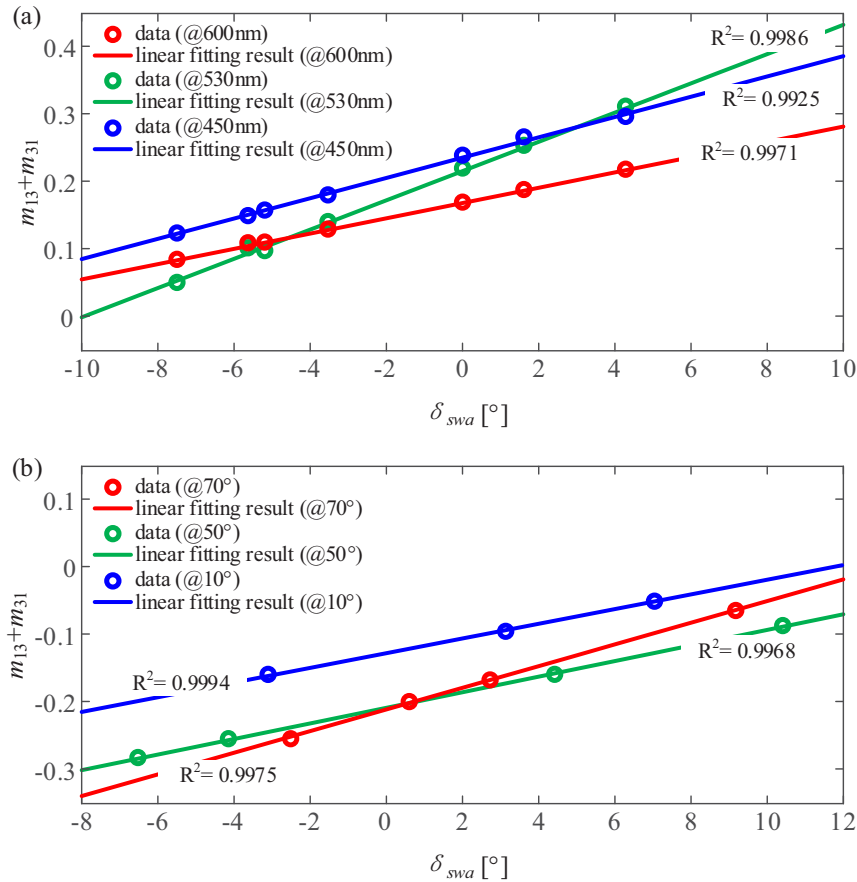 (a)
0.4
0.3
0.2
0.1
0
data (@600nm)
linear fitting result (@600nm)
data (@530nm)
linear fitting result (@530nm)
data (@450nm)
linear fitting result (@450nm)
R²= 0.9986
R²= 0.9925
R²= 0.9971
m₁₃+m₃₁
-10 -8 -6 -4 -2 0 2 4 6 8 10
δ swa [°]
(b)
0.1
0
-0.1
-0.2
-0.3
data (@70°)
linear fitting result (@70°)
data (@50°)
linear fitting result (@50°)
data (@10°)
linear fitting result (@10°)
R²= 0.9994
R²= 0.9968
R²= 0.9975
m₁₃+m₃₁
-8 -6 -4 -2 0 2 4 6 8 10 12
δ swa [°]